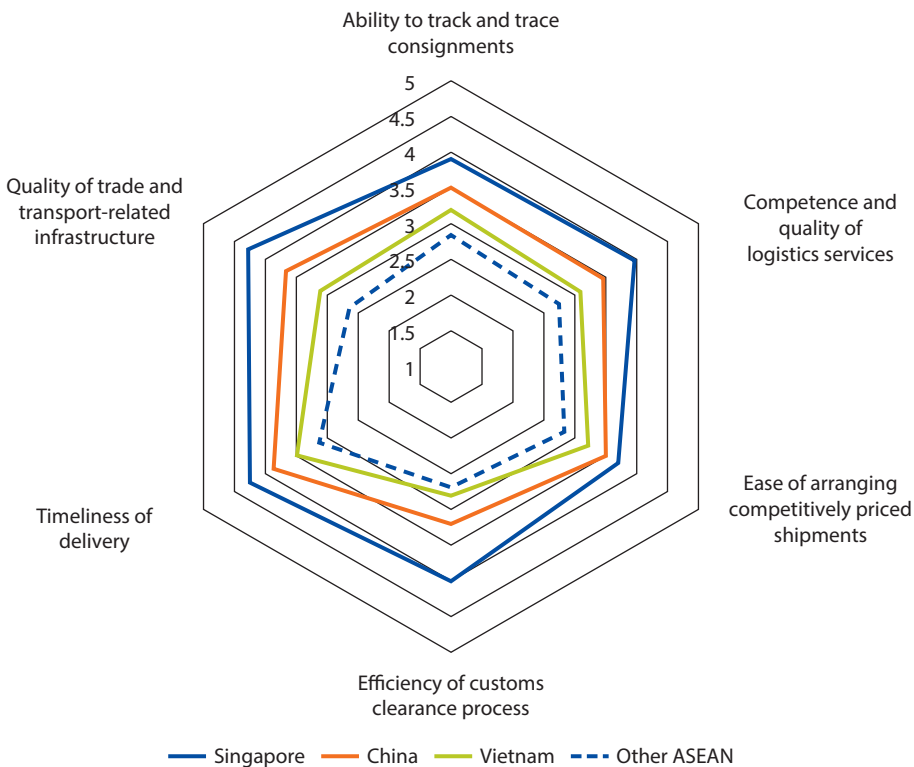 Ability to track and trace
consignments
5
4.5
4
3.5
3
2.5
2
1.5
1
Quality of trade and
transport-related
infrastructure
Competence and
quality of
logistics services
Timeliness of
delivery
Ease of arranging
competitively priced
shipments
Efficiency of customs
clearance process
Singapore China Vietnam Other ASEAN